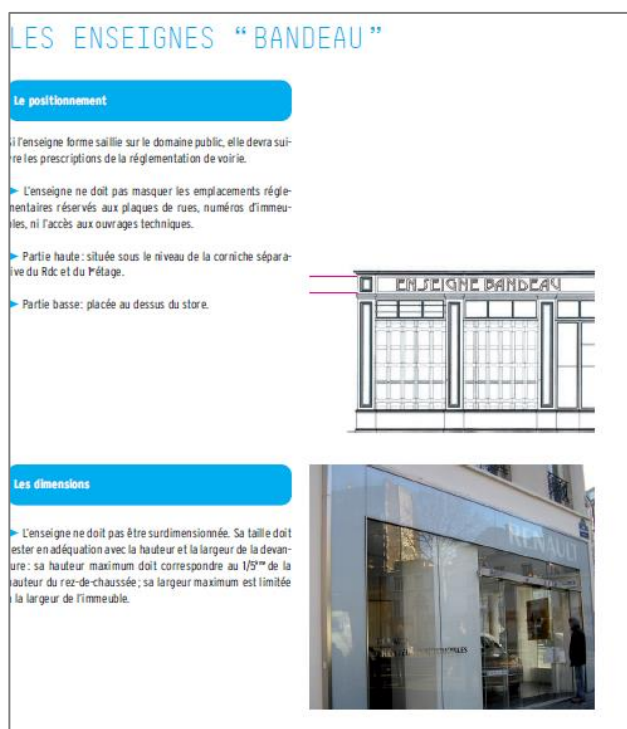 LES ENSEIGNES “BANDEAU”
Le positionnement
i l’enseigne forme saillie sur le domaine public, elle devra sui-
re les prescriptions de la réglementation de voirie.
► L’enseigne ne doit pas masquer les emplacements régle-
mentaires réservés aux plaques de rues, numéros d’immeu-
les, ni l’accès aux ouvrages techniques.
► Partie haute : située sous le niveau de la corniche sépara-
ive du Rdc et du 1er étage.
► Partie basse : placée au dessus du store.
ENSEIGNE BANDEAU
Les dimensions
► L’enseigne ne doit pas être surdimensionnée. Sa taille doit
ester en adéquation avec la hauteur et la largeur de la devan-
ure : sa hauteur maximum doit correspondre au 1/5ème de la
hauteur du rez-de-chaussée ; sa largeur maximum est limitée
à la largeur de l’immeuble.
RENAULT